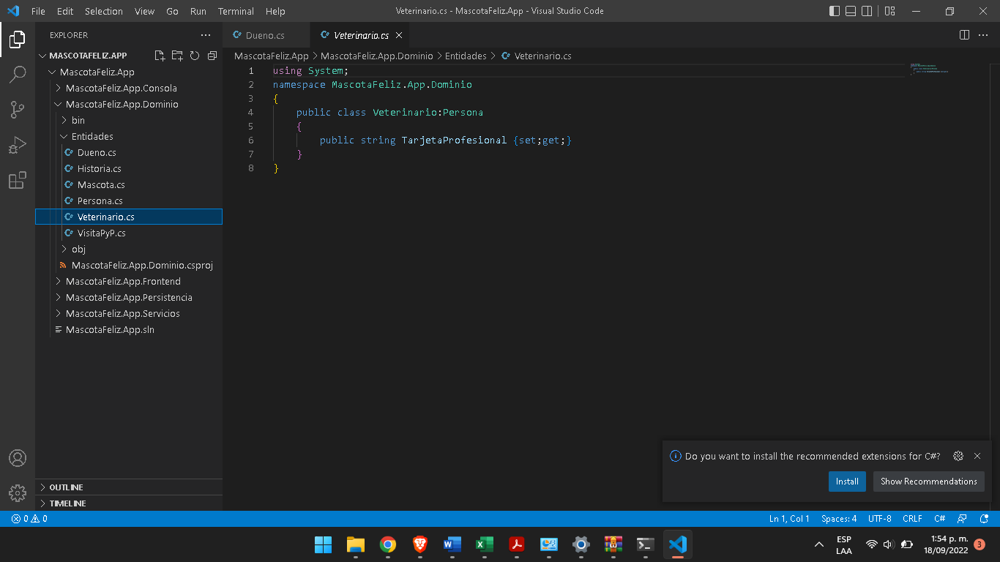 File Edit Selection View Go Run Terminal Help
Veterinario.cs - MascotaFeliz.App - Visual Studio Code
EXPLORER
MASCOTAFELIZ.APP
MascotaFeliz.App
MascotaFeliz.App.Consola
MascotaFeliz.App.Dominio
bin
Entidades
Dueno.cs
Historia.cs
Mascota.cs
Persona.cs
Veterinario.cs
VisitaPyP.cs
obj
MascotaFeliz.App.Dominio.csproj
MascotaFeliz.App.Frontend
MascotaFeliz.App.Persistencia
MascotaFeliz.App.Servicios
MascotaFeliz.App.sln
OUTLINE
TIMELINE
Dueno.cs Veterinario.cs
MascotaFeliz.App > MascotaFeliz.App.Dominio > Entidades > Veterinario.cs
1 using System;
2 namespace MascotaFeliz.App.Dominio
3 {
4 public class Veterinario:Persona
5 {
6 public string TarjetaProfesional {set;get;}
7 }
8 }
Do you want to install the recommended extensions for C#?
Install Show Recommendations
0 0 Ln 1, Col 1 Spaces: 4 UTF-8 CRLF C#
ESP
LAA
1:54 p. m.
18/09/2022
3